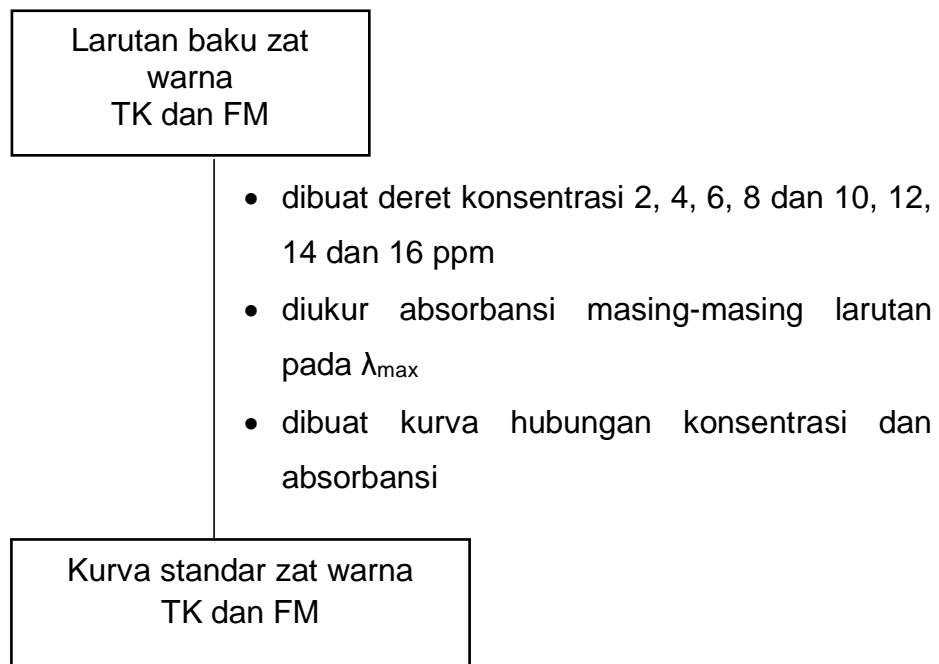 Larutan baku zat
warna
TK dan FM
• dibuat deret konsentrasi 2, 4, 6, 8 dan 10, 12,
14 dan 16 ppm
• diukur absorbansi masing-masing larutan
pada λmax
• dibuat kurva hubungan konsentrasi dan
absorbansi
Kurva standar zat warna
TK dan FM